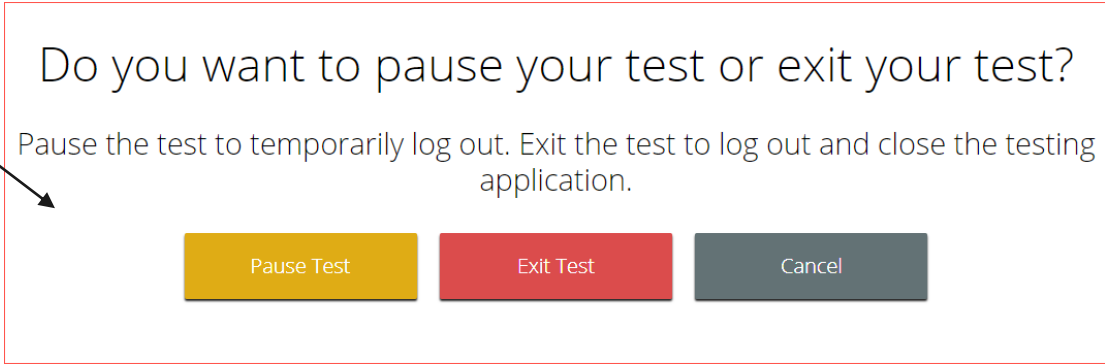 Do you want to pause your test or exit your test?
Pause the test to temporarily log out. Exit the test to log out and close the testing
application.
Pause Test
Exit Test
Cancel